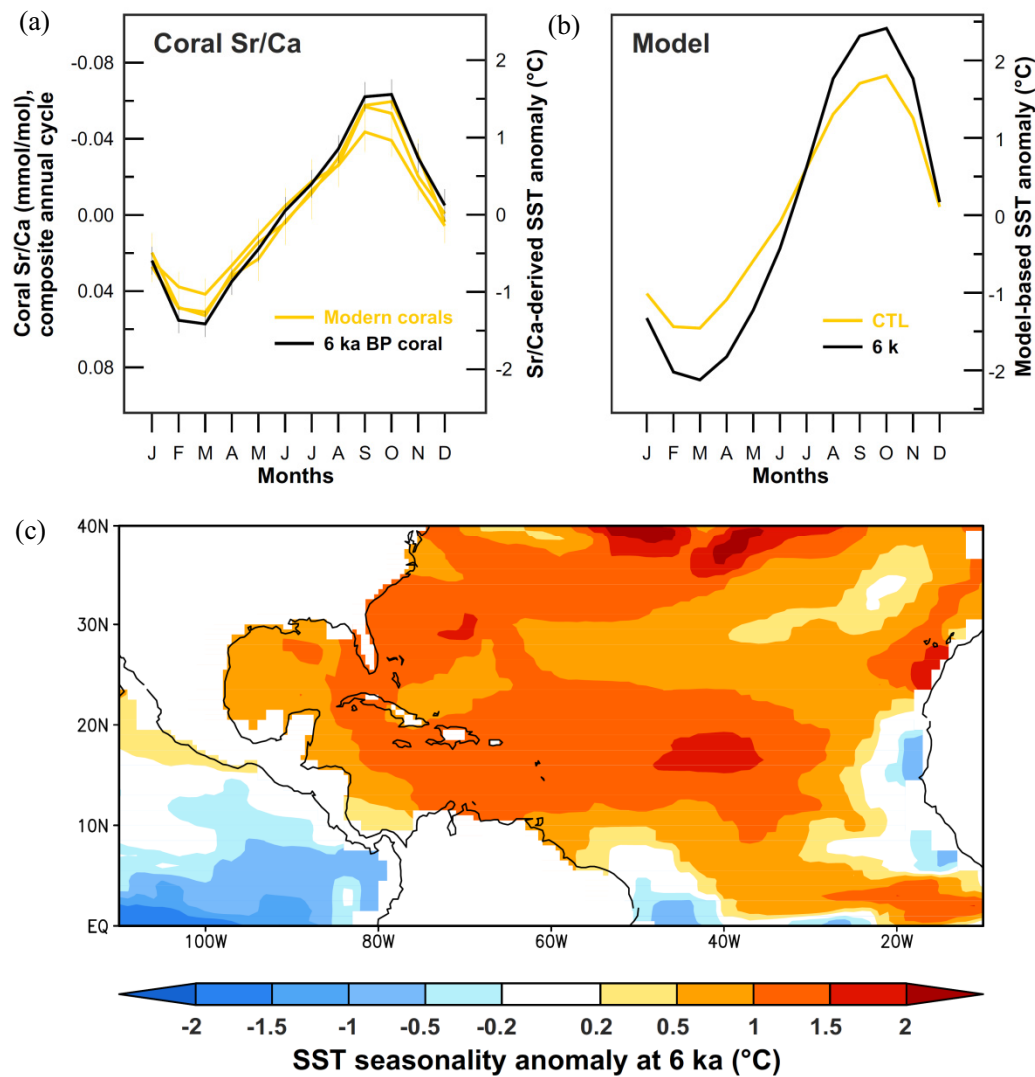 (a)
Coral Sr/Ca
Coral Sr/Ca (mmol/mol),
composite annual cycle
-0.08
-0.04
0.00
0.04
0.08
2
1
0
-1
-2
Sr/Ca-derived SST anomaly (°C)
Modern corals
6 ka BP coral
J F M A M J J A S O N D
Months
(b)
Model
2
1
0
-1
-2
Model-based SST anomaly (°C)
CTL
6 k
J F M A M J J A S O N D
Months
(c)
40N
30N
20N
10N
EQ
100W 80W 60W 40W 20W
-2 -1.5 -1 -0.5 -0.2 0.2 0.5 1 1.5 2
SST seasonality anomaly at 6 ka (°C)